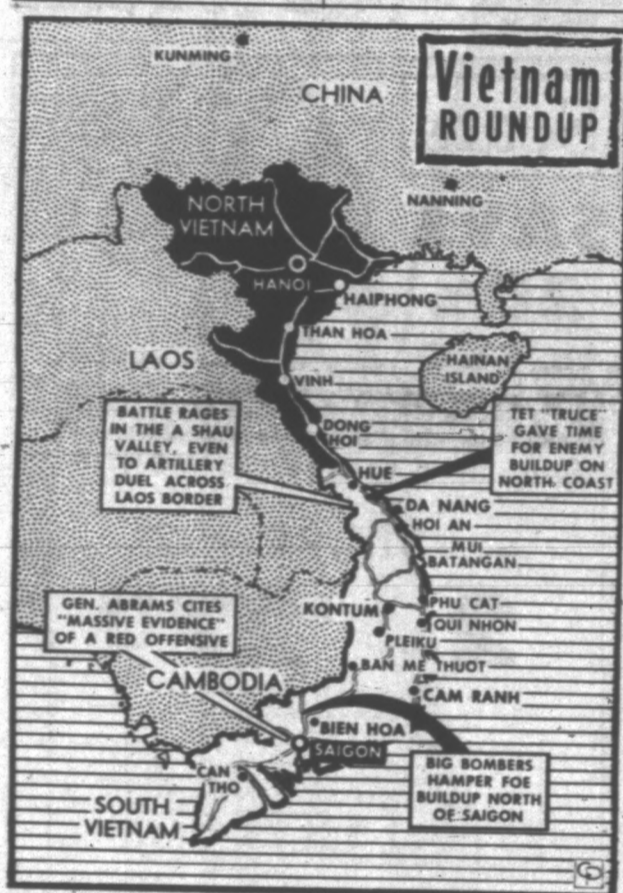 Vietnam
ROUNDUP
KUNMING
CHINA
NANNING
NORTH
VIETNAM
HANOI
HAIPHONG
THAN HOA
LAOS
HAINAN
ISLAND
VINH
BATTLE RAGES
IN THE A SHAU
VALLEY, EVEN
TO ARTILLERY
DUEL ACROSS
LAOS BORDER
DONG
HOI
TET "TRUCE"
GAVE TIME
FOR ENEMY
BUILDUP ON
NORTH COAST
HUE
DA NANG
HOI AN
MUI
BATANGAN
GEN. ABRAMS CITES
"MASSIVE EVIDENCE"
OF A RED OFFENSIVE
KONTUM
PHU CAT
QUI NHON
PLEIKU
BAN ME THUOT
CAMBODIA
CAM RANH
BIEN HOA
SAIGON
CAN
THO
BIG BOMBERS
HAMPER FOE
BUILDUP NORTH
OF SAIGON
SOUTH
VIETNAM